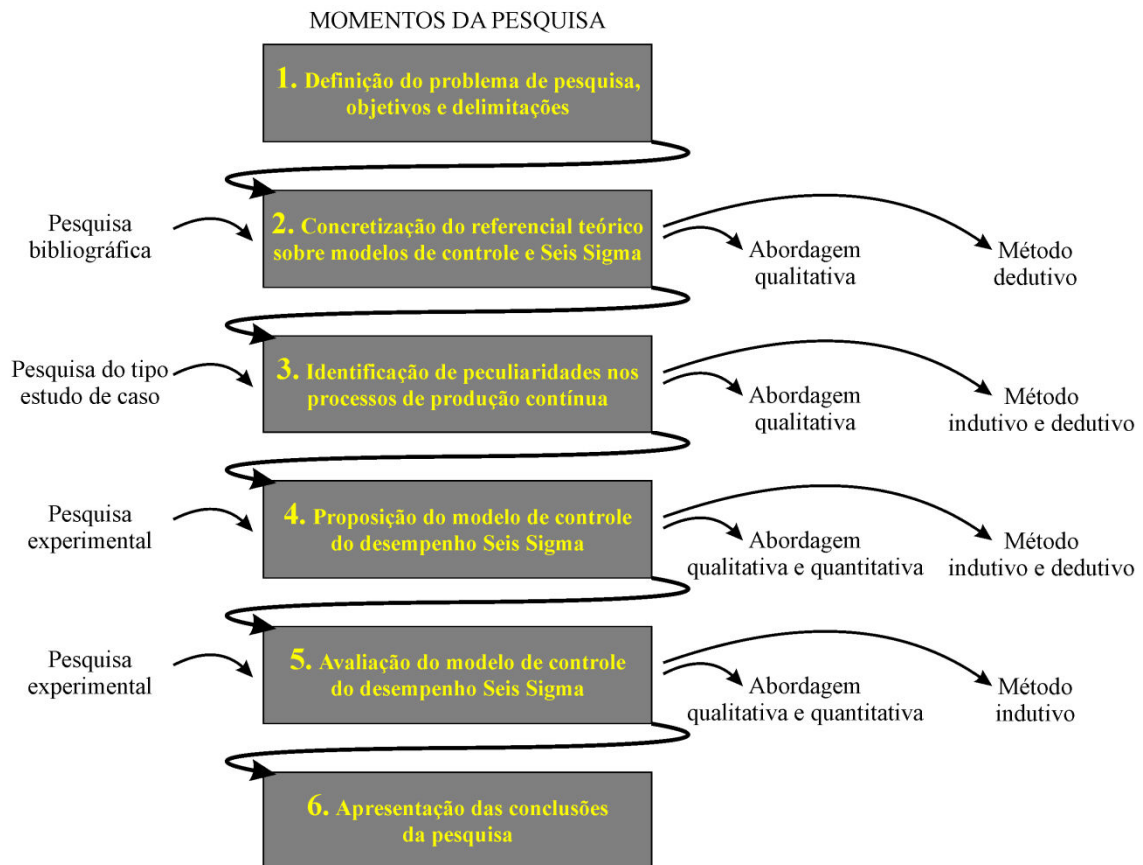 MOMENTOS DA PESQUISA
1. Definição do problema de pesquisa,
objetivos e delimitações
Pesquisa
bibliográfica
2. Concretização do referencial teórico
sobre modelos de controle e Seis Sigma
Abordagem
qualitativa
Método
dedutivo
Pesquisa do tipo
estudo de caso
3. Identificação de peculiaridades nos
processos de produção contínua
Abordagem
qualitativa
Método
indutivo e dedutivo
Pesquisa
experimental
4. Proposição do modelo de controle
do desempenho Seis Sigma
Abordagem
qualitativa e quantitativa
Método
indutivo e dedutivo
Pesquisa
experimental
5. Avaliação do modelo de controle
do desempenho Seis Sigma
Abordagem
qualitativa e quantitativa
Método
indutivo
6. Apresentação das conclusões
da pesquisa